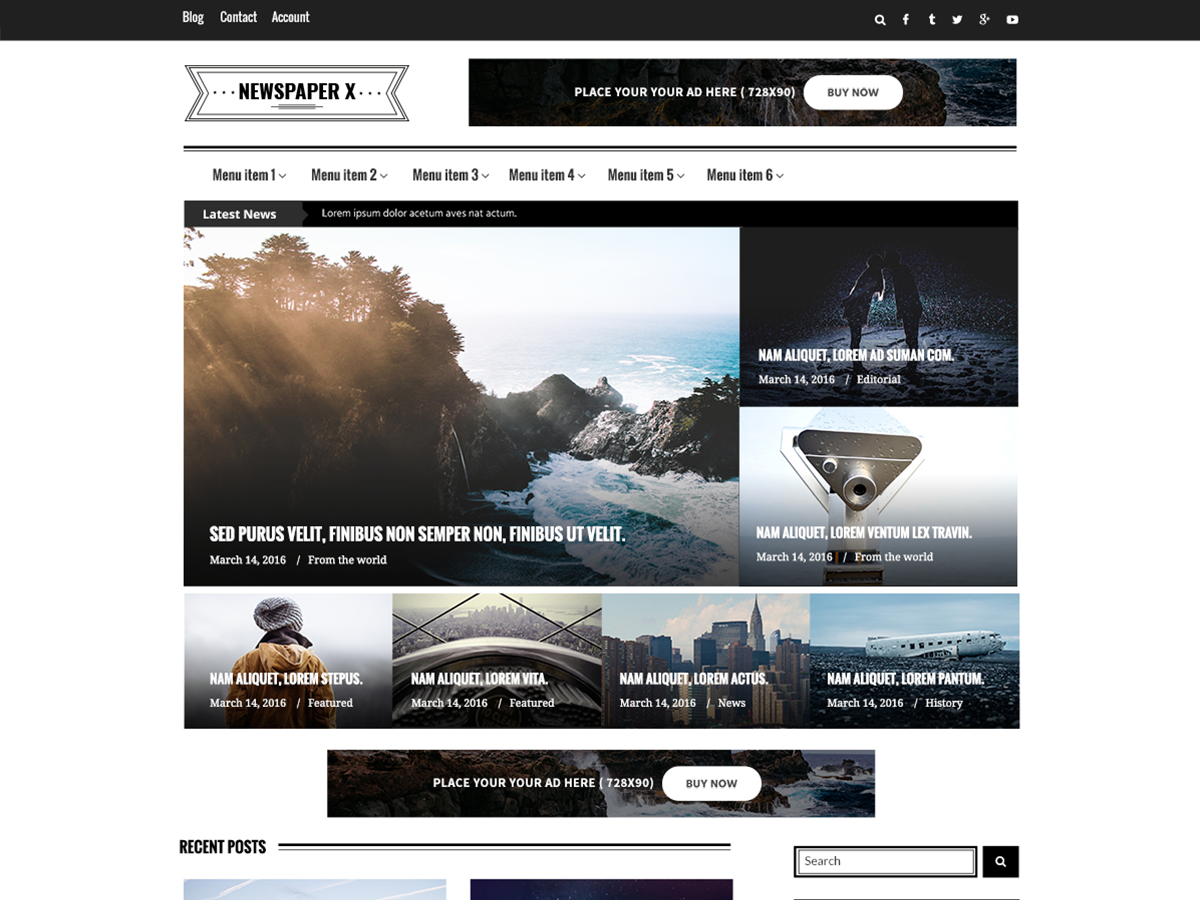 Blog Contact Account
NEWSPAPER X
PLACE YOUR YOUR AD HERE ( 728X90) BUY NOW
Menu item 1 Menu item 2 Menu item 3 Menu item 4 Menu item 5 Menu item 6
Latest News Lorem ipsum dolor acetum aves nat actum.
SED PURUS VELIT, FINIBUS NON SEMPER NON, FINIBUS UT VELIT.
March 14, 2016 / From the world
NAM ALIQUET, LOREM AD SUMAN COM.
March 14, 2016 / Editorial
NAM ALIQUET, LOREM VENTUM LEX TRAVIN.
March 14, 2016 / From the world
NAM ALIQUET, LOREM STEPUS.
March 14, 2016 / Featured
NAM ALIQUET, LOREM VITA.
March 14, 2016 / Featured
NAM ALIQUET, LOREM ACTUS.
March 14, 2016 / News
NAM ALIQUET, LOREM PANTUM.
March 14, 2016 / History
PLACE YOUR YOUR AD HERE ( 728X90) BUY NOW
RECENT POSTS
Search